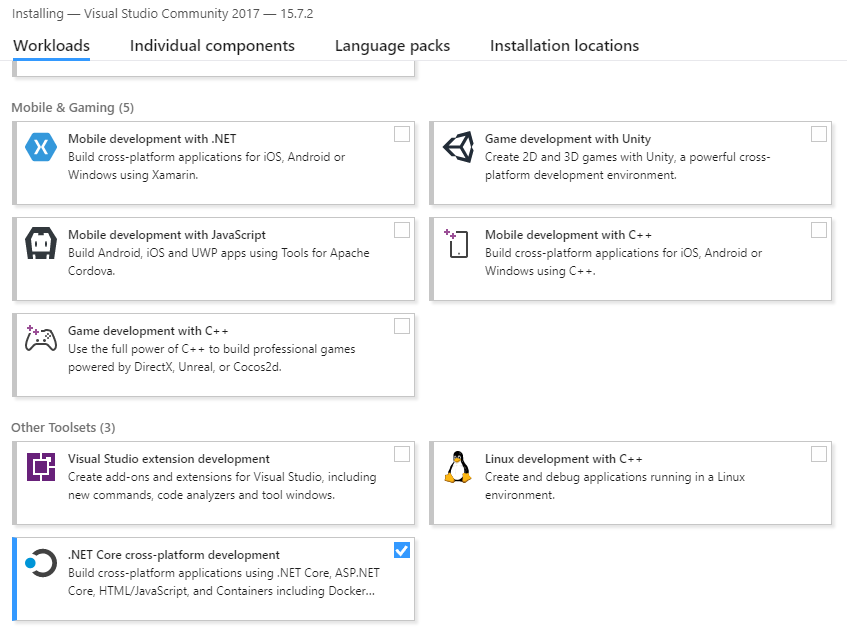 Installing — Visual Studio Community 2017 — 15.7.2
Workloads Individual components Language packs Installation locations
Mobile & Gaming (5)
Mobile development with .NET
Build cross-platform applications for iOS, Android or
Windows using Xamarin.
Game development with Unity
Create 2D and 3D games with Unity, a powerful cross-
platform development environment.
Mobile development with JavaScript
Build Android, iOS and UWP apps using Tools for Apache
Cordova.
Mobile development with C++
Build cross-platform applications for iOS, Android or
Windows using C++.
Game development with C++
Use the full power of C++ to build professional games
powered by DirectX, Unreal, or Cocos2d.
Other Toolsets (3)
Visual Studio extension development
Create add-ons and extensions for Visual Studio, including
new commands, code analyzers and tool windows.
Linux development with C++
Create and debug applications running in a Linux
environment.
.NET Core cross-platform development
Build cross-platform applications using .NET Core, ASP.NET
Core, HTML/JavaScript, and Containers including Docker...